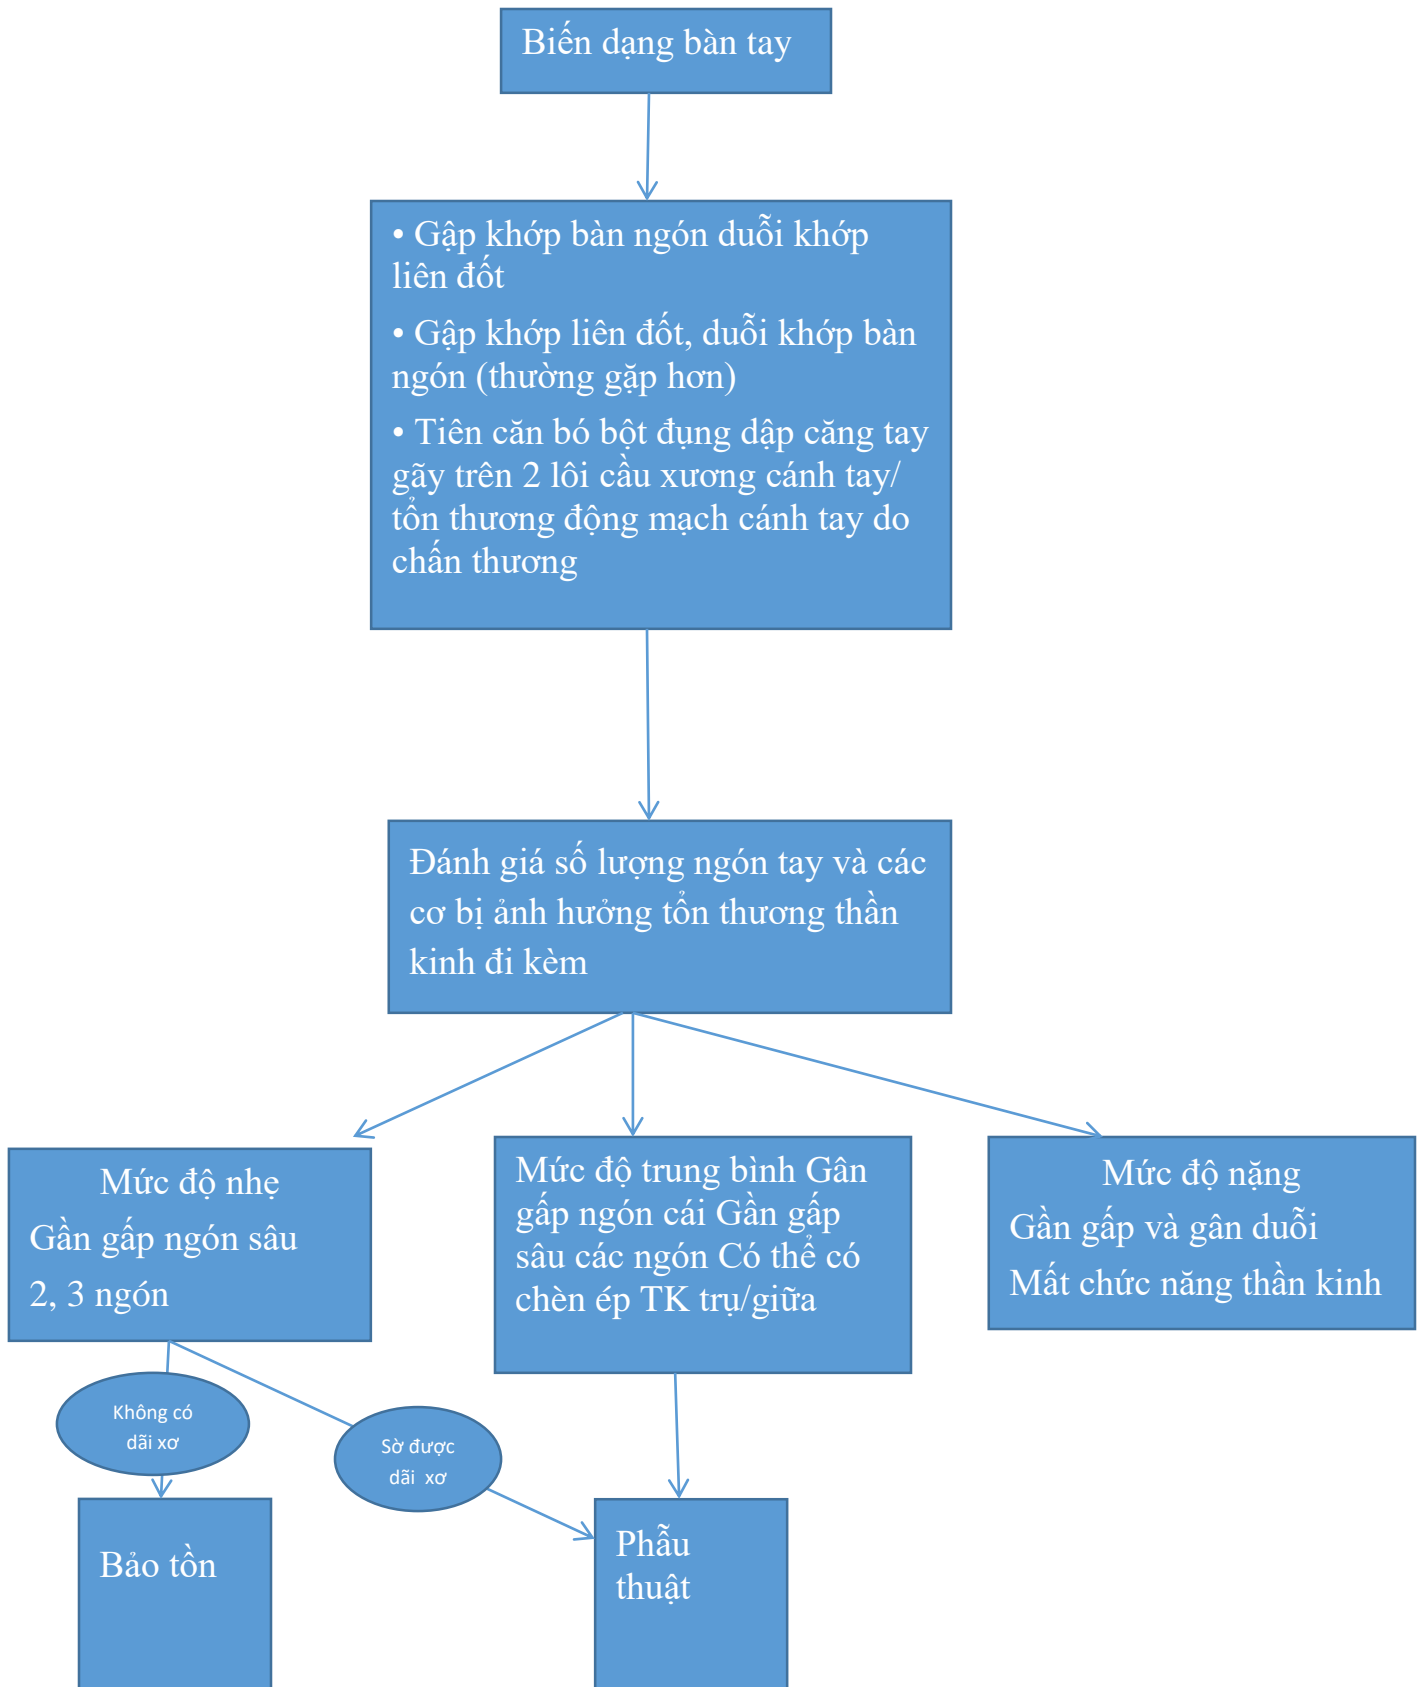 Biến dạng bàn tay
• Gập khớp bàn ngón duỗi khớp
liên đốt
• Gập khớp liên đốt, duỗi khớp bàn
ngón (thường gặp hơn)
• Tiên căn bó bột đụng dập căng tay
gãy trên 2 lôi cầu xương cánh tay/
tổn thương động mạch cánh tay do
chấn thương
Đánh giá số lượng ngón tay và các
cơ bị ảnh hưởng tổn thương thần
kinh đi kèm
Mức độ nhẹ
Gần gấp ngón sâu
2, 3 ngón
Mức độ trung bình Gân
gấp ngón cái Gần gấp
sâu các ngón Có thể có
chèn ép TK trụ/giữa
Mức độ nặng
Gần gấp và gân duỗi
Mất chức năng thần kinh
Không có
dãi xơ
Sờ được
dãi xơ
Bảo tồn
Phẫu
thuật